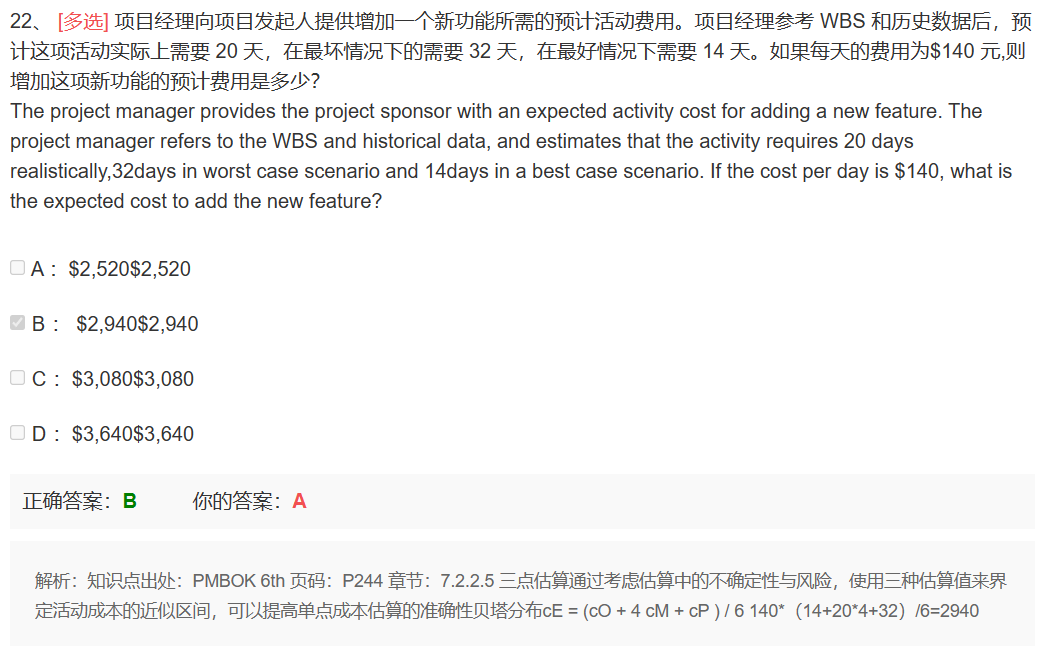 22、 [多选] 项目经理向项目发起人提供增加一个新功能所需的预计活动费用。项目经理参考 WBS 和历史数据后，预
计这项活动实际上需要 20 天，在最坏情况下的需要 32 天，在最好情况下需要 14 天。如果每天的费用为$140 元,则
增加这项新功能的预计费用是多少？
The project manager provides the project sponsor with an expected activity cost for adding a new feature. The
project manager refers to the WBS and historical data, and estimates that the activity requires 20 days
realistically,32days in worst case scenario and 14days in a best case scenario. If the cost per day is $140, what is
the expected cost to add the new feature?
A： $2,520$2,520
B： $2,940$2,940
C： $3,080$3,080
D： $3,640$3,640
正确答案：B 你的答案：A
解析：知识点出处：PMBOK 6th 页码：P244 章节：7.2.2.5 三点估算通过考虑估算中的不确定性与风险，使用三种估算值来界
定活动成本的近似区间，可以提高单点成本估算的准确性贝塔分布cE = (cO + 4 cM + cP ) / 6 140*（14+20*4+32）/6=2940